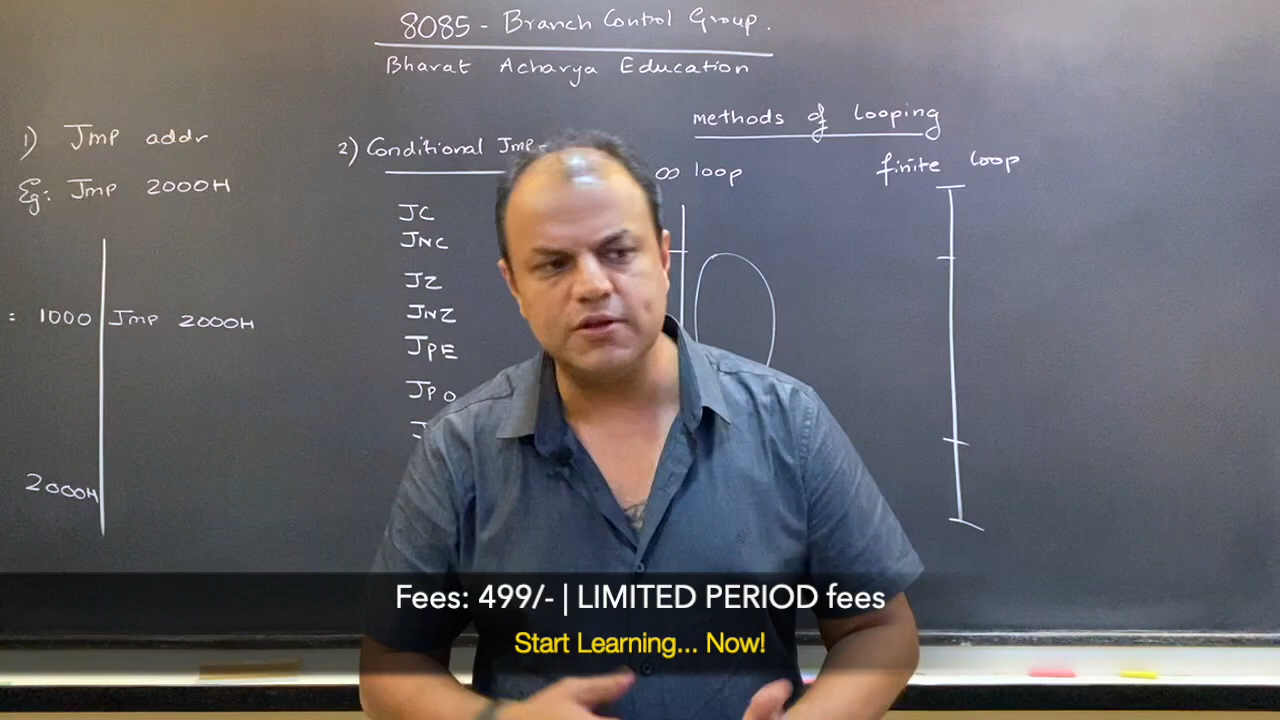 8085 - Branch Control Group.
Bharat Acharya Education
1) Jmp addr
Eg: Jmp 2000H
: 1000 Jmp 2000H
2000H
2) Conditional Jmp
JC
JNC
JZ
JNZ
JPE
JPO
J
methods of Looping
∞ loop
finite loop
Fees: 499/- | LIMITED PERIOD fees
Start Learning... Now!